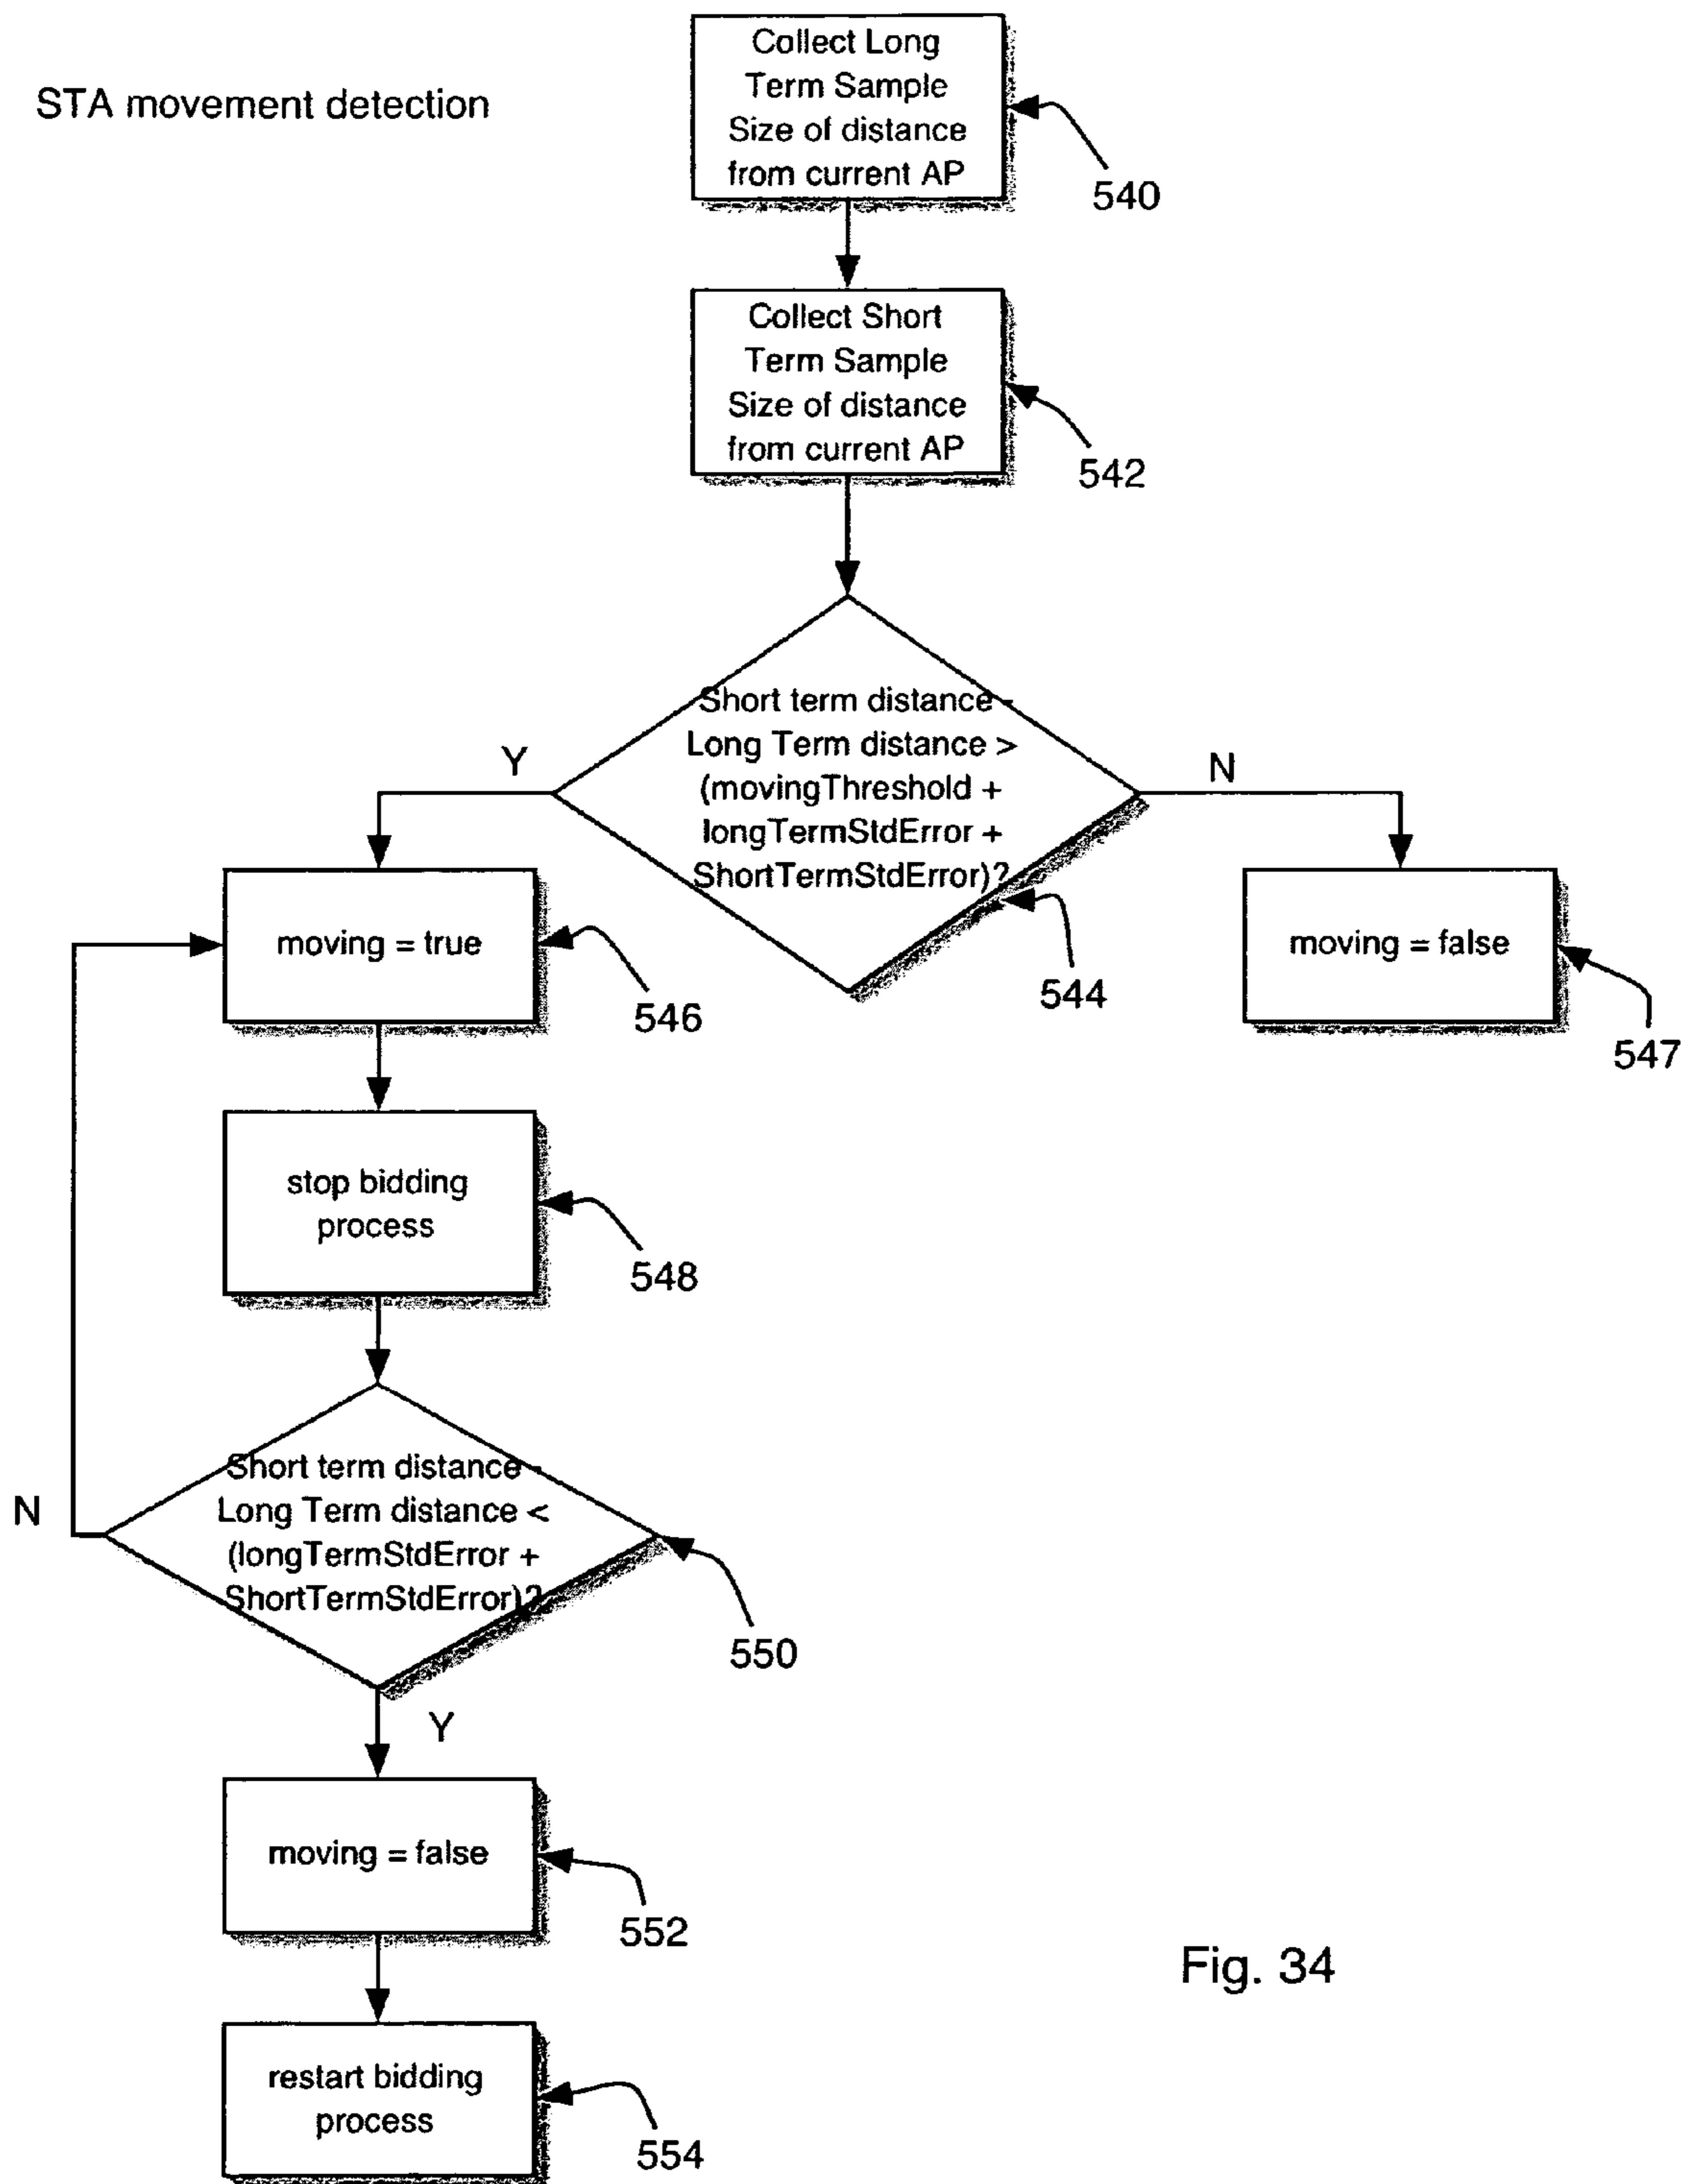 STA movement detection
Collect Long
Term Sample
Size of distance
from current AP
540
Collect Short
Term Sample
Size of distance
from current AP
542
Short term distance -
Long Term distance >
(movingThreshold +
longTermStdError +
ShortTermStdError)?
544
Y
N
moving = true
546
moving = false
547
stop bidding
process
548
Short term distance -
Long Term distance <
(longTermStdError +
ShortTermStdError)?
550
N
Y
moving = false
552
restart bidding
process
554
Fig. 34